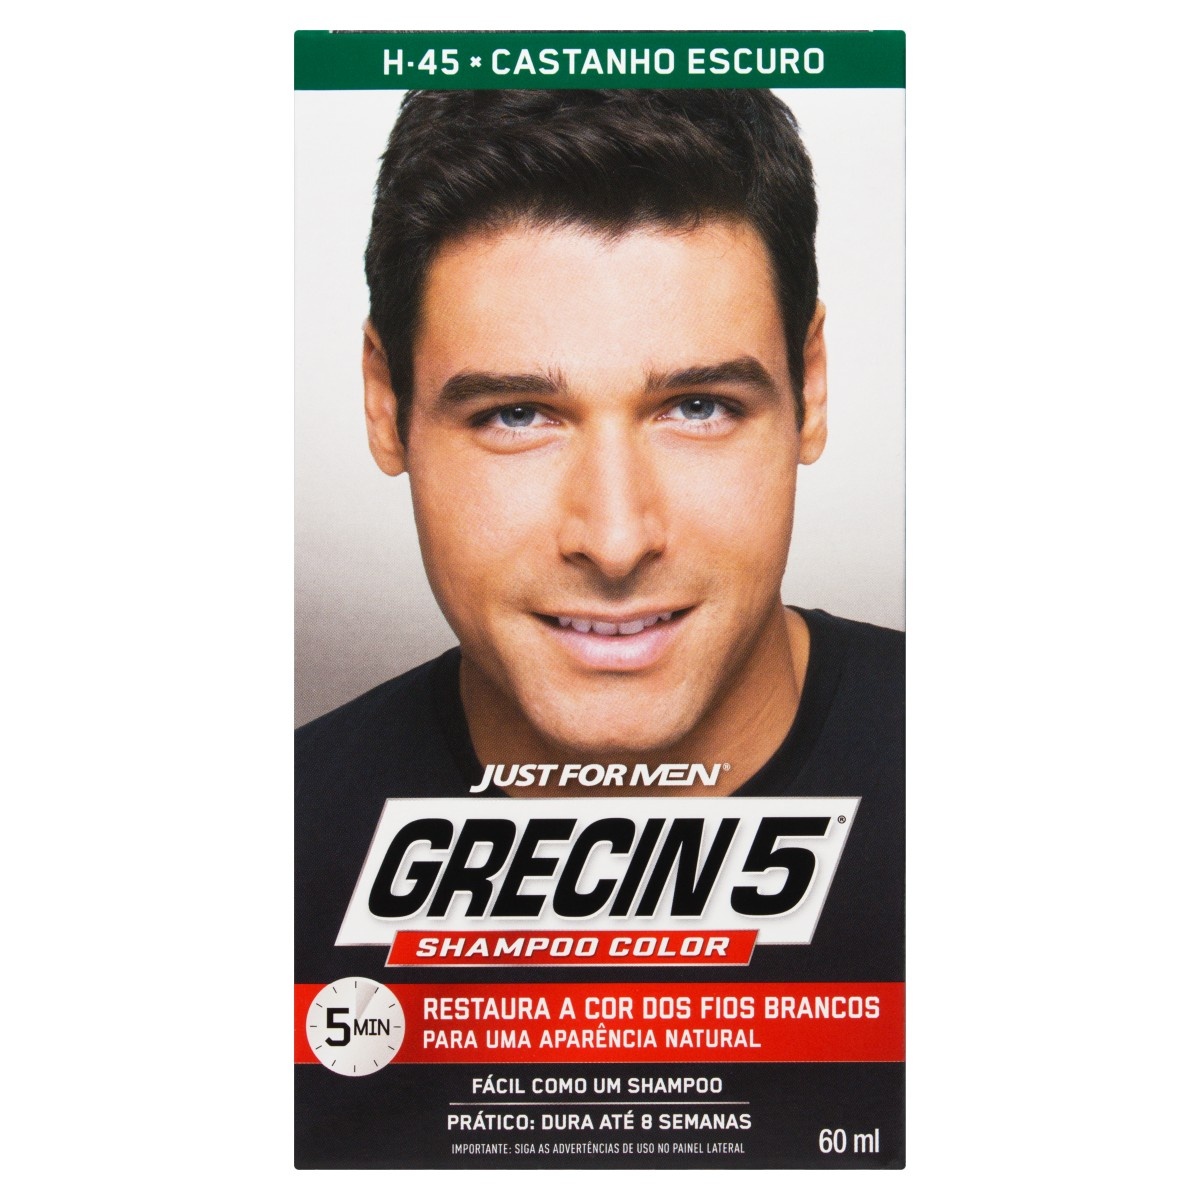 H·45 × CASTANHO ESCURO
JUST FOR MEN®
GRECIN 5®
SHAMPOO COLOR
5 MIN
RESTAURA A COR DOS FIOS BRANCOS
PARA UMA APARÊNCIA NATURAL
FÁCIL COMO UM SHAMPOO
PRÁTICO: DURA ATÉ 8 SEMANAS
IMPORTANTE: SIGA AS ADVERTÊNCIAS DE USO NO PAINEL LATERAL
60 ml